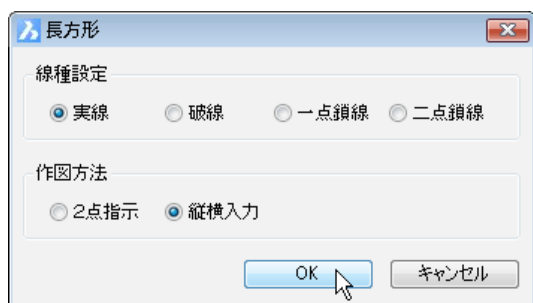 長方形
線種設定
実線 破線 一点鎖線 二点鎖線
作図方法
2点指示 縦横入力
OK キャンセル